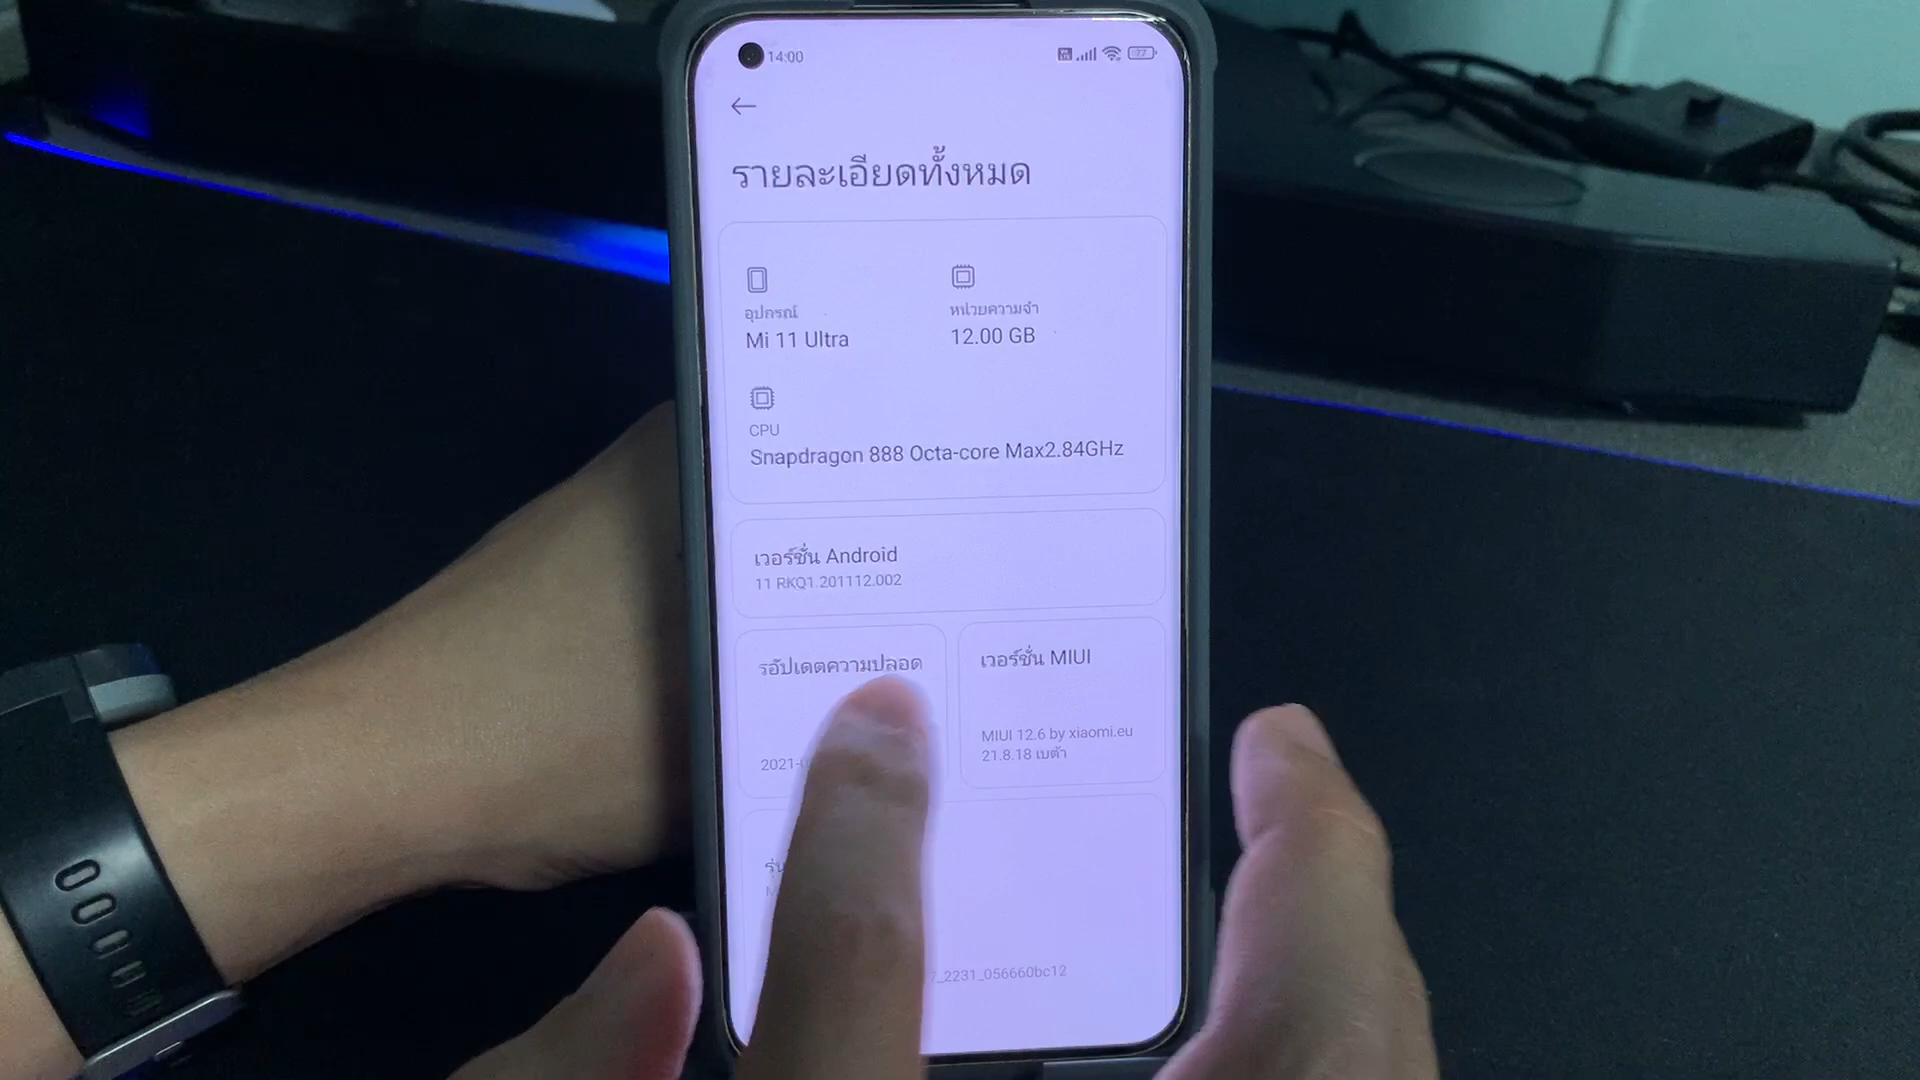 14:00
77
รายละเอียดทั้งหมด
อุปกรณ์
Mi 11 Ultra
หน่วยความจำ
12.00 GB
CPU
Snapdragon 888 Octa-core Max2.84GHz
เวอร์ชั่น Android
11 RKQ1.201112.002
รอัปเดตความปลอด
2021-
เวอร์ชั่น MIUI
MIUI 12.6 by xiaomi.eu
21.8.18 เบต้า
_2231_056660bc12